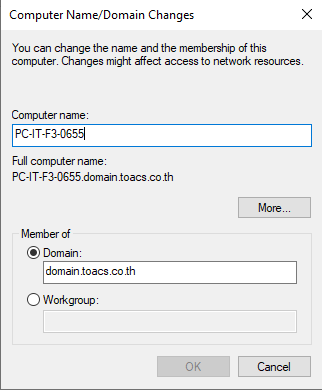 Computer Name/Domain Changes
You can change the name and the membership of this
computer. Changes might affect access to network resources.
Computer name:
PC-IT-F3-0655
Full computer name:
PC-IT-F3-0655.domain.toacs.co.th
More...
Member of
Domain:
domain.toacs.co.th
Workgroup:
OK
Cancel